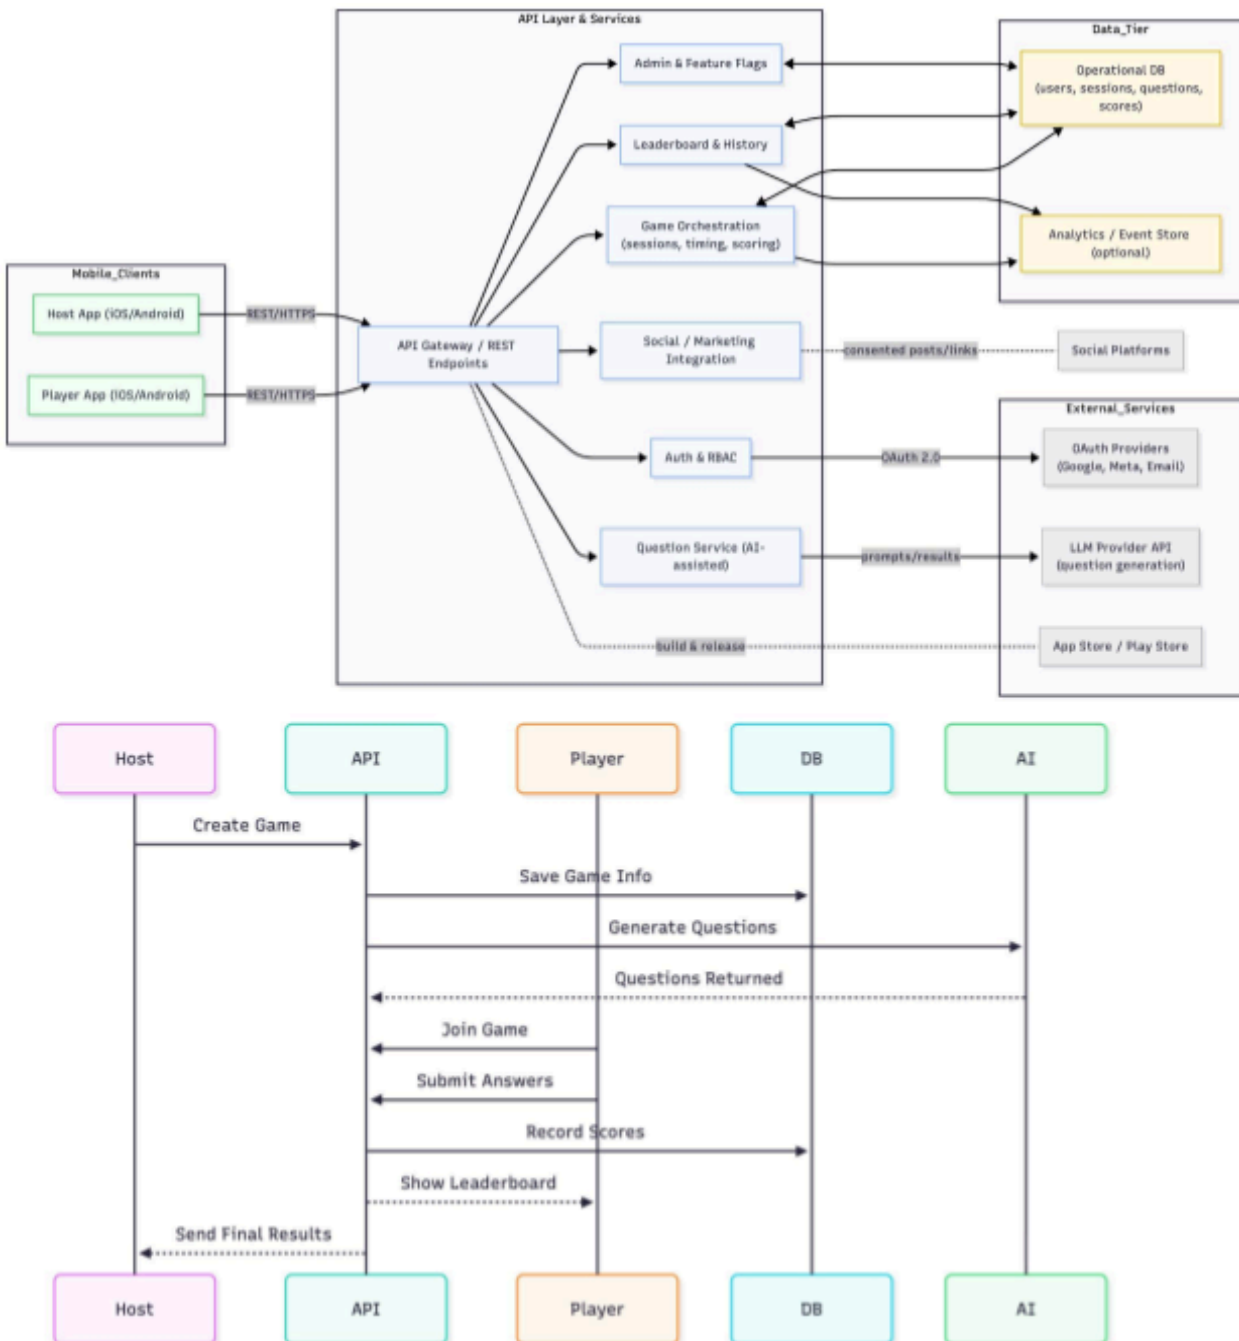 API Layer & Services
Data_Tier
Admin & Feature Flags
Operational DB
(users, sessions, questions,
scores)
Leaderboard & History
Game Orchestration
(sessions, timing, scoring)
Analytics / Event Store
(optional)
Mobile_Clients
Host App (iOS/Android)
REST/HTTPS
API Gateway / REST
Endpoints
Social / Marketing
Integration
consented posts/links
Social Platforms
Player App (iOS/Android)
REST/HTTPS
External_Services
Auth & RBAC
OAuth 2.0
OAuth Providers
(Google, Meta, Email)
Question Service (AI-
assisted)
prompts/results
LLM Provider API
(question generation)
build & release
App Store / Play Store
Host
API
Player
DB
AI
Create Game
Save Game Info
Generate Questions
Questions Returned
Join Game
Submit Answers
Record Scores
Show Leaderboard
Send Final Results
Host
API
Player
DB
AI